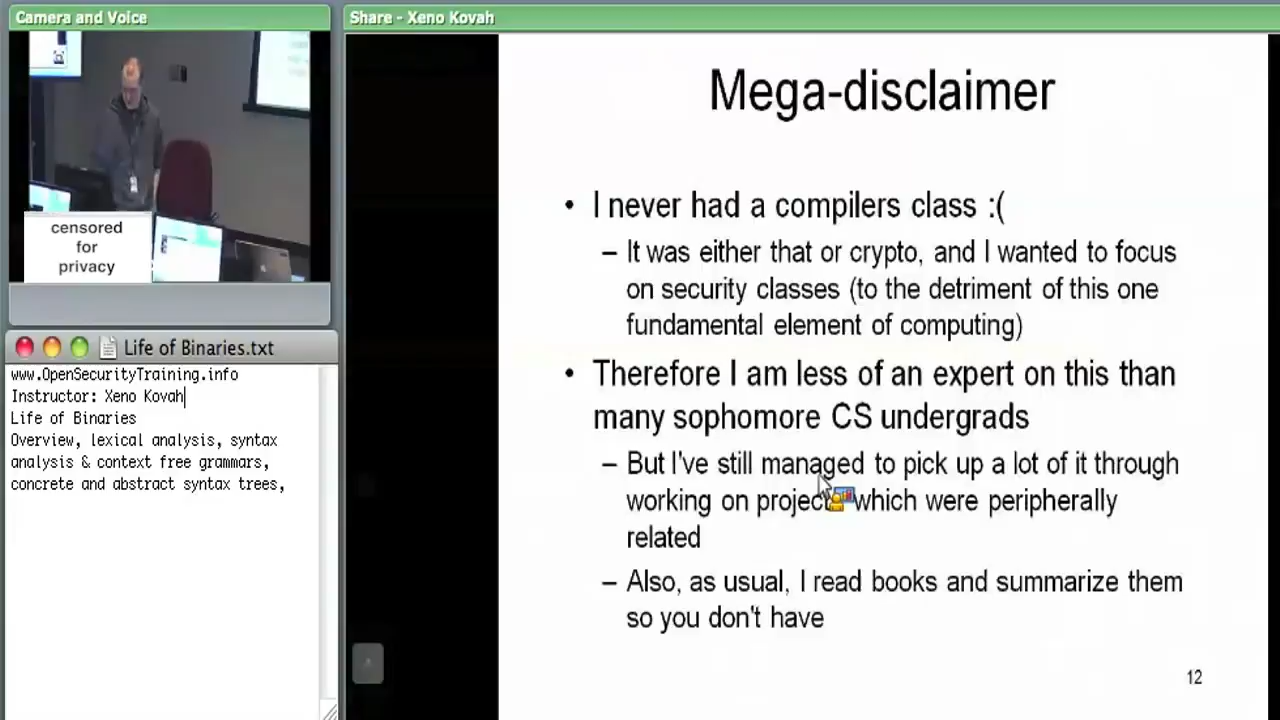 Camera and Voice
Share - Xeno Kovah
censored
for
privacy
Life of Binaries.txt
www.OpenSecurityTraining.info
Instructor: Xeno Kovah
Life of Binaries
Overview, lexical analysis, syntax
analysis & context free grammars,
concrete and abstract syntax trees,
Mega-disclaimer
• I never had a compilers class :(
– It was either that or crypto, and I wanted to focus
on security classes (to the detriment of this one
fundamental element of computing)
• Therefore I am less of an expert on this than
many sophomore CS undergrads
– But I've still managed to pick up a lot of it through
working on projects which were peripherally
related
– Also, as usual, I read books and summarize them
so you don't have
12